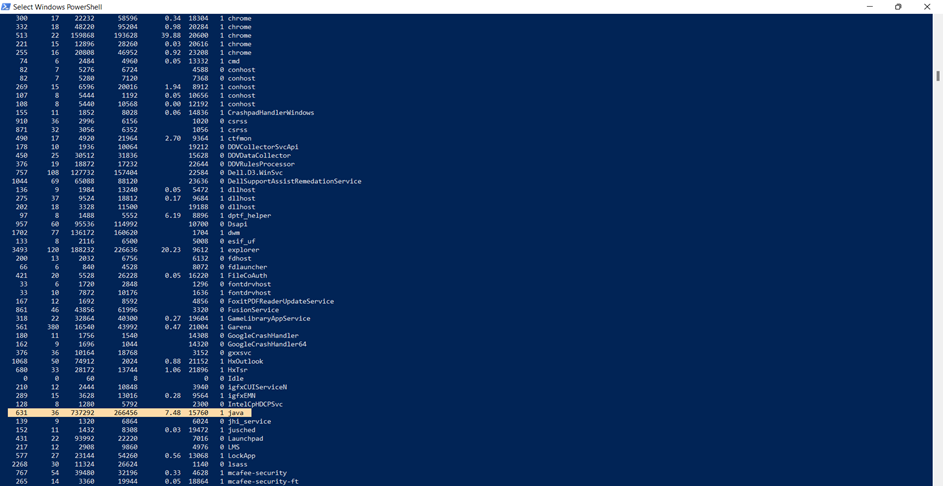 Select Windows PowerShell
300 17 22232 58596 0.34 18304 1 chrome
332 18 48220 95204 0.98 20284 1 chrome
513 22 159868 193628 39.88 20600 1 chrome
221 15 12896 28260 0.03 20616 1 chrome
255 16 20808 46952 0.92 23208 1 chrome
74 6 2484 4960 0.05 13332 1 cmd
82 7 5276 6724 4588 0 conhost
82 7 5280 7120 7368 0 conhost
269 15 6596 20016 1.94 8912 1 conhost
107 8 5444 1192 0.05 10656 1 conhost
108 8 5440 10568 0.00 12192 1 conhost
155 11 1852 8028 0.06 14836 1 CrashpadHandlerWindows
910 36 2996 6156 1020 0 csrss
871 32 3056 6352 1056 1 csrss
490 17 4920 21964 2.70 9364 1 ctfmon
178 10 1936 10064 19212 0 DDVCollectorSvcApi
450 25 30512 31836 15628 0 DDVDataCollector
376 19 18872 17232 22644 0 DDVRulesProcessor
757 108 127732 157404 22584 0 Dell.D3.WinSvc
1044 69 65088 88120 23636 0 DellSupportAssistRemedationService
136 9 1984 13240 0.05 5472 1 dllhost
275 37 9524 18812 0.17 9684 1 dllhost
202 18 3328 11500 19188 0 dllhost
97 8 1488 5552 6.19 8896 1 dptf_helper
957 60 95536 114992 10700 0 Dsapi
1702 77 136172 160620 1704 1 dwm
133 8 2116 6500 5008 0 esif_uf
3493 120 188232 226636 20.23 9612 1 explorer
200 13 2032 6756 6132 0 fdhost
66 6 840 4528 8072 0 fdlauncher
421 20 5528 26228 0.05 16220 1 FileCoAuth
33 6 1720 2848 1296 0 fontdrvhost
33 10 7872 10176 1636 1 fontdrvhost
167 12 1692 8592 4856 0 FoxitPDFReaderUpdateService
861 46 43856 61996 3320 0 FusionService
318 22 32864 40300 0.27 19604 1 GameLibraryAppService
561 380 16540 43992 0.47 21004 1 Garena
180 11 1756 1540 14308 0 GoogleCrashHandler
162 9 1696 1044 14320 0 GoogleCrashHandler64
376 36 10164 18768 3152 0 gxxsvc
1068 50 74912 2024 0.88 21152 1 HxOutlook
680 33 28172 13744 1.06 21896 1 HxTsr
0 0 60 8 0 0 Idle
210 12 2444 10848 3940 0 igfxCUIServiceN
289 15 3628 13016 0.28 9564 1 igfxEMN
128 8 1280 5792 2300 0 IntelCpHDCPSvc
631 36 737292 266456 7.48 15760 1 java
139 9 1320 6864 6024 0 jhi_service
152 11 1432 8308 0.03 19472 1 jusched
431 22 93992 22220 7016 0 Launchpad
217 12 2908 9860 4976 0 LMS
577 27 23144 54260 0.56 13068 1 LockApp
2268 30 11324 26624 1140 0 lsass
767 54 39480 32196 0.33 4628 1 mcafee-security
265 14 3360 19944 0.05 18864 1 mcafee-security-ft